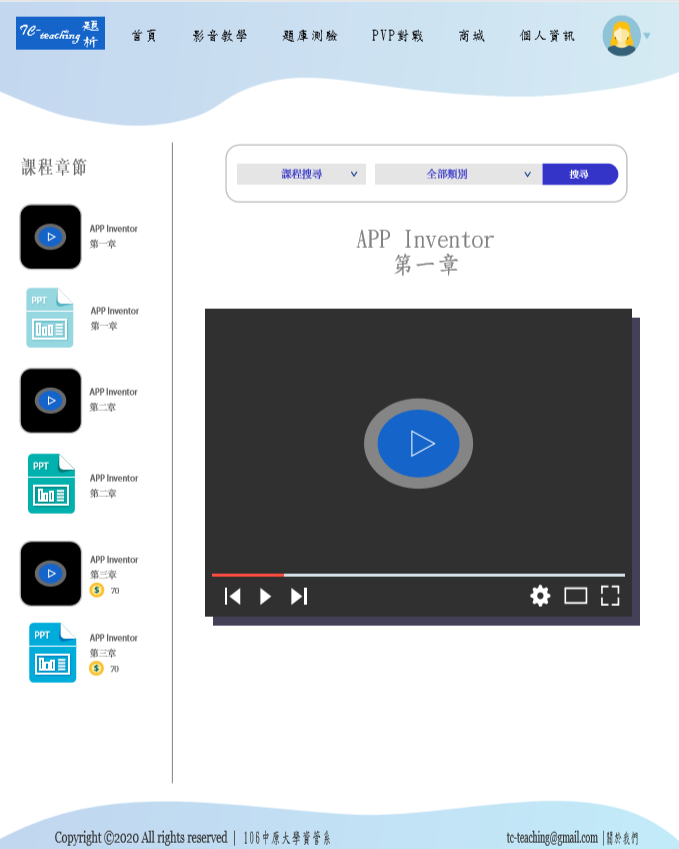 TC-teaching 題析
首頁 影音教學 題庫測驗 PVP對戰 商城 個人資訊
課程章節
APP Inventor
第一章
PPT
APP Inventor
第一章
APP Inventor
第二章
PPT
APP Inventor
第二章
APP Inventor
第三章
$ 70
PPT
APP Inventor
第三章
$ 70
課程搜尋 全部類別 搜尋
APP Inventor
第一章
Copyright ©2020 All rights reserved | 106中原大學資管系
tc-teaching@gmail.com |關於我們